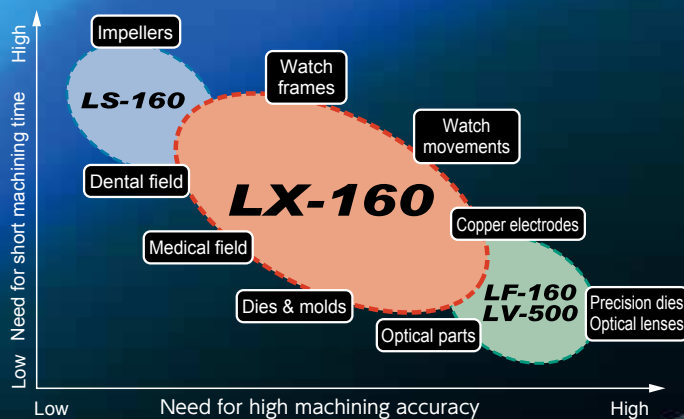 High
Need for short machining time
Low
Impellers
LS-160
Watch
frames
Watch
movements
Dental field
LX-160
Medical field
Copper electrodes
Dies & molds
LF-160
LV-500
Precision dies
Optical lenses
Optical parts
Low
Need for high machining accuracy
High